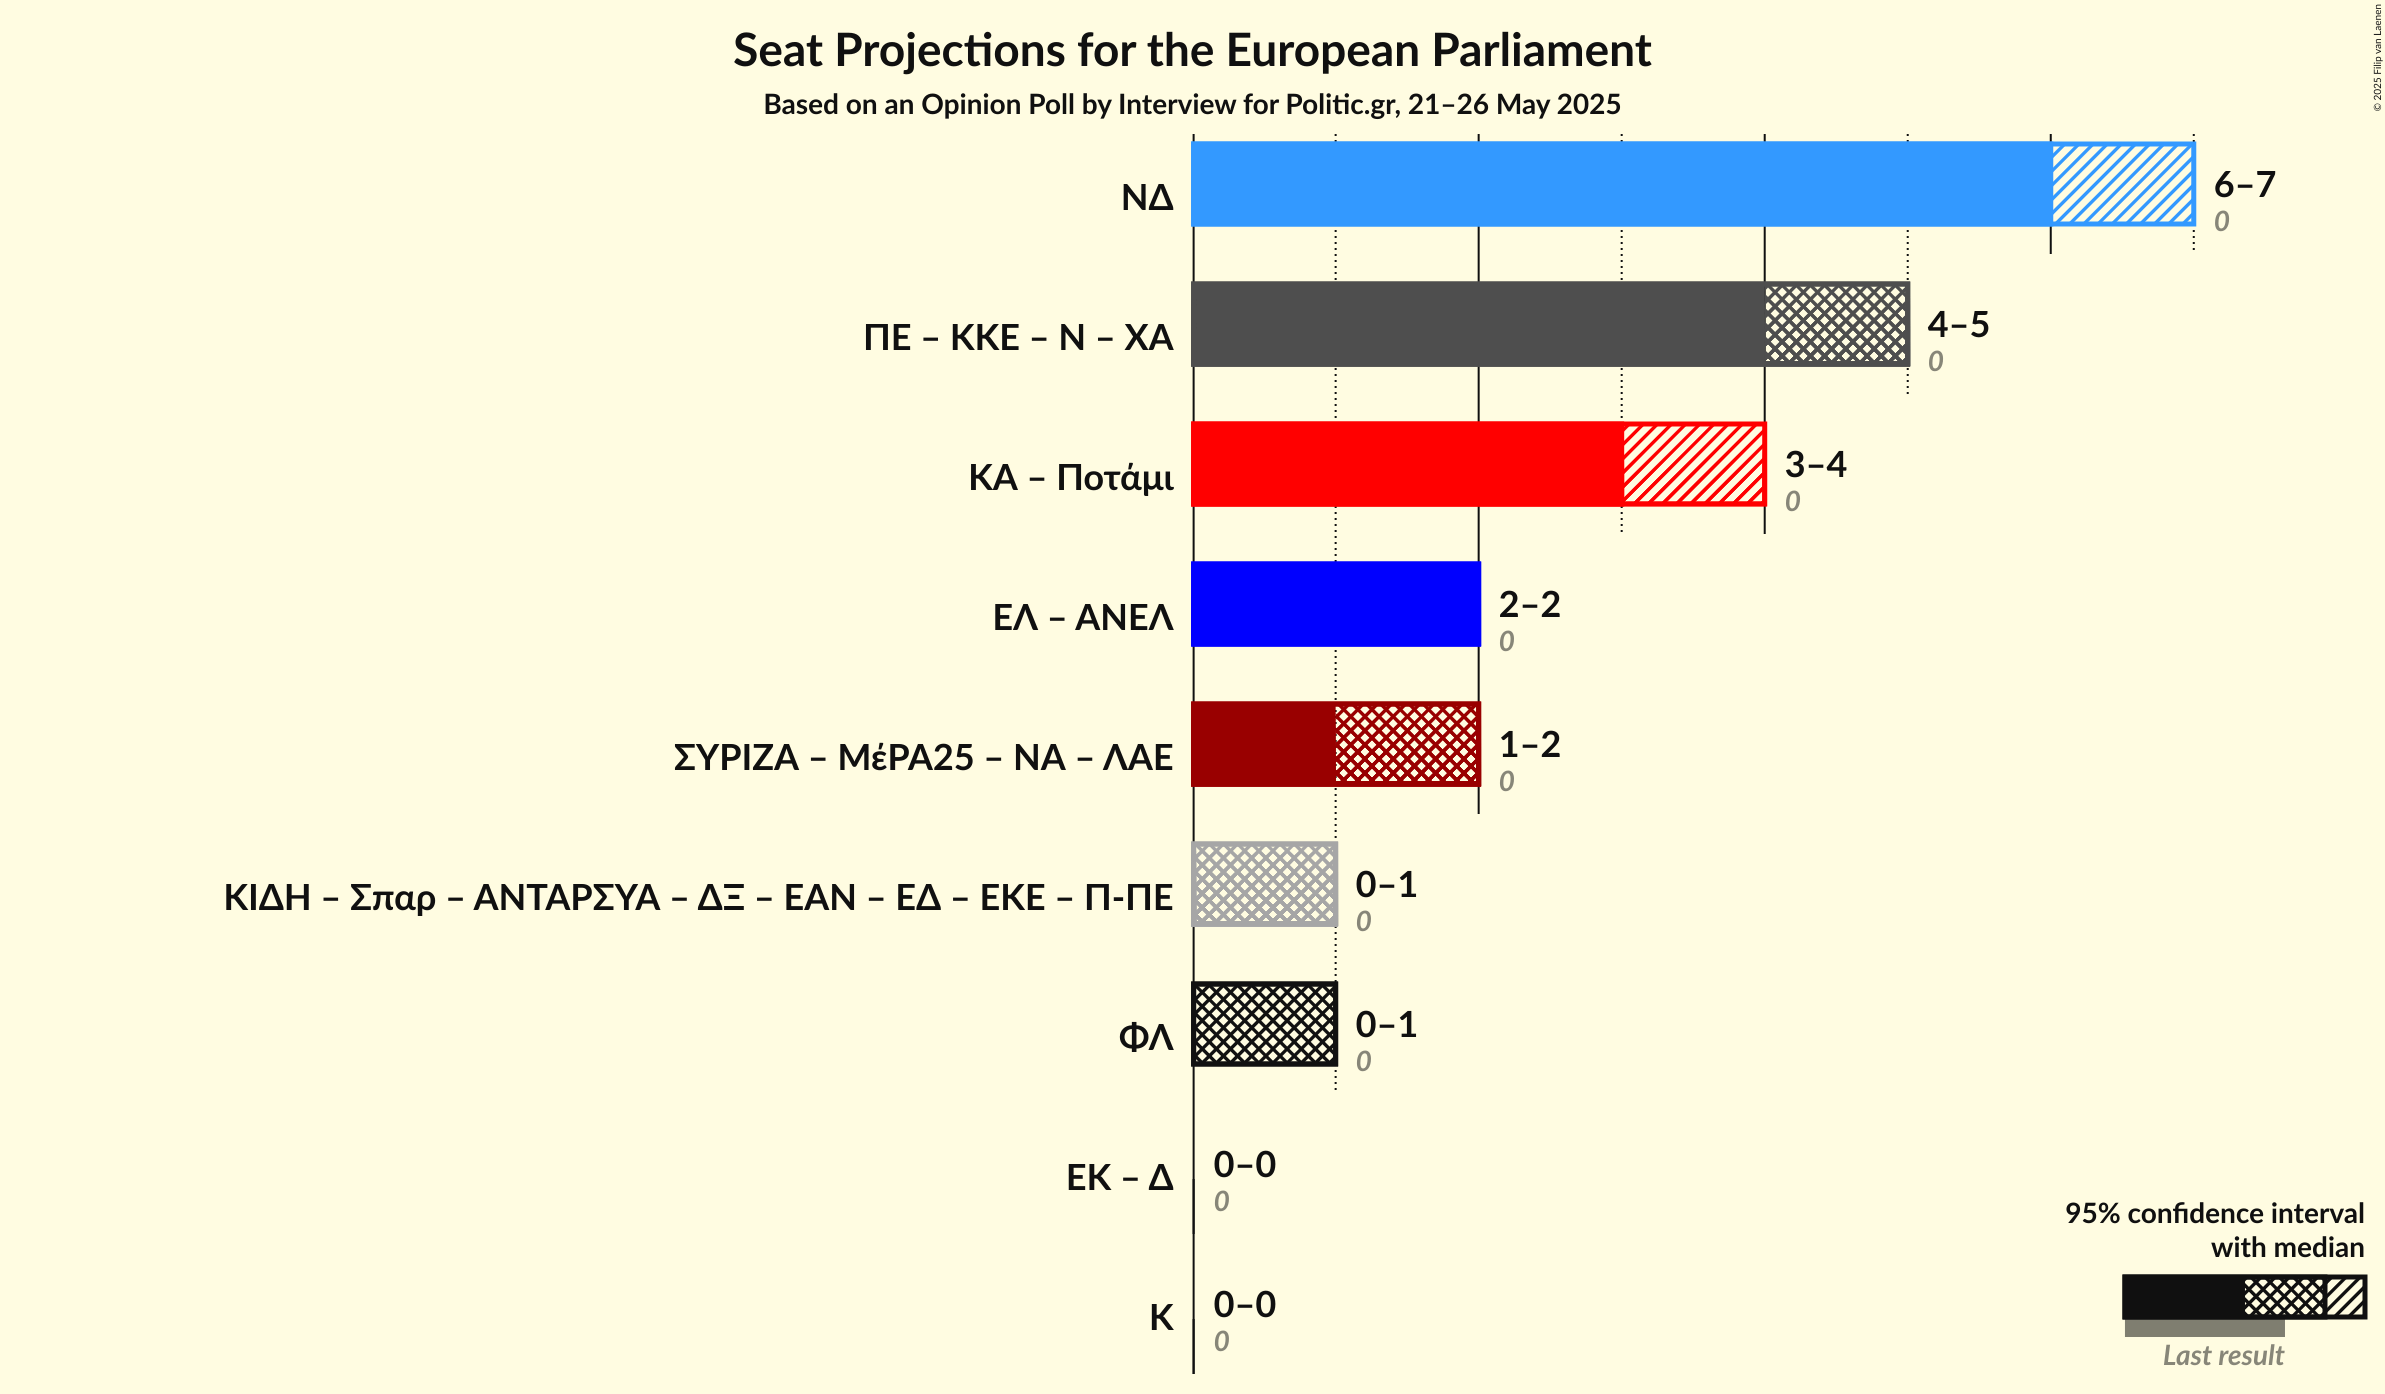 Seat Projections for the European Parliament
Based on an Opinion Poll by Interview for Politic.gr, 21–26 May 2025
© 2025 Filip van Laenen
ΝΔ
6–7
0
ΠΕ – ΚΚΕ – Ν – ΧΑ
4–5
0
ΚΑ – Ποτάμι
3–4
0
ΕΛ – ΑΝΕΛ
2–2
0
ΣΥΡΙΖΑ – ΜέΡΑ25 – ΝΑ – ΛΑΕ
1–2
0
ΚΙΔΗ – Σπαρ – ΑΝΤΑΡΣΥΑ – ΔΞ – ΕΑΝ – ΕΔ – ΕΚΕ – Π-ΠΕ
0–1
0
ΦΛ
0–1
0
ΕΚ – Δ
0–0
0
Κ
0–0
0
95% confidence interval
with median
Last result